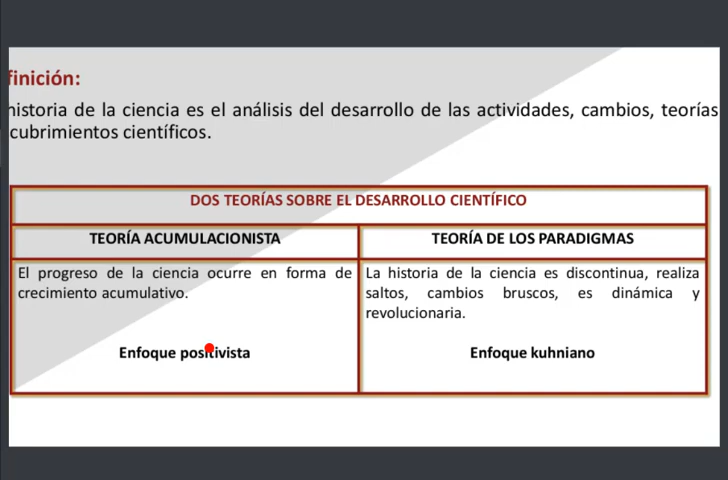 finición:
historia de la ciencia es el análisis del desarrollo de las actividades, cambios, teorías
cubrimientos científicos.
DOS TEORÍAS SOBRE EL DESARROLLO CIENTÍFICO
TEORÍA ACUMULACIONISTA
El progreso de la ciencia ocurre en forma de
crecimiento acumulativo.
Enfoque positivista
TEORÍA DE LOS PARADIGMAS
La historia de la ciencia es discontinua, realiza
saltos, cambios bruscos, es dinámica y
revolucionaria.
Enfoque kuhniano